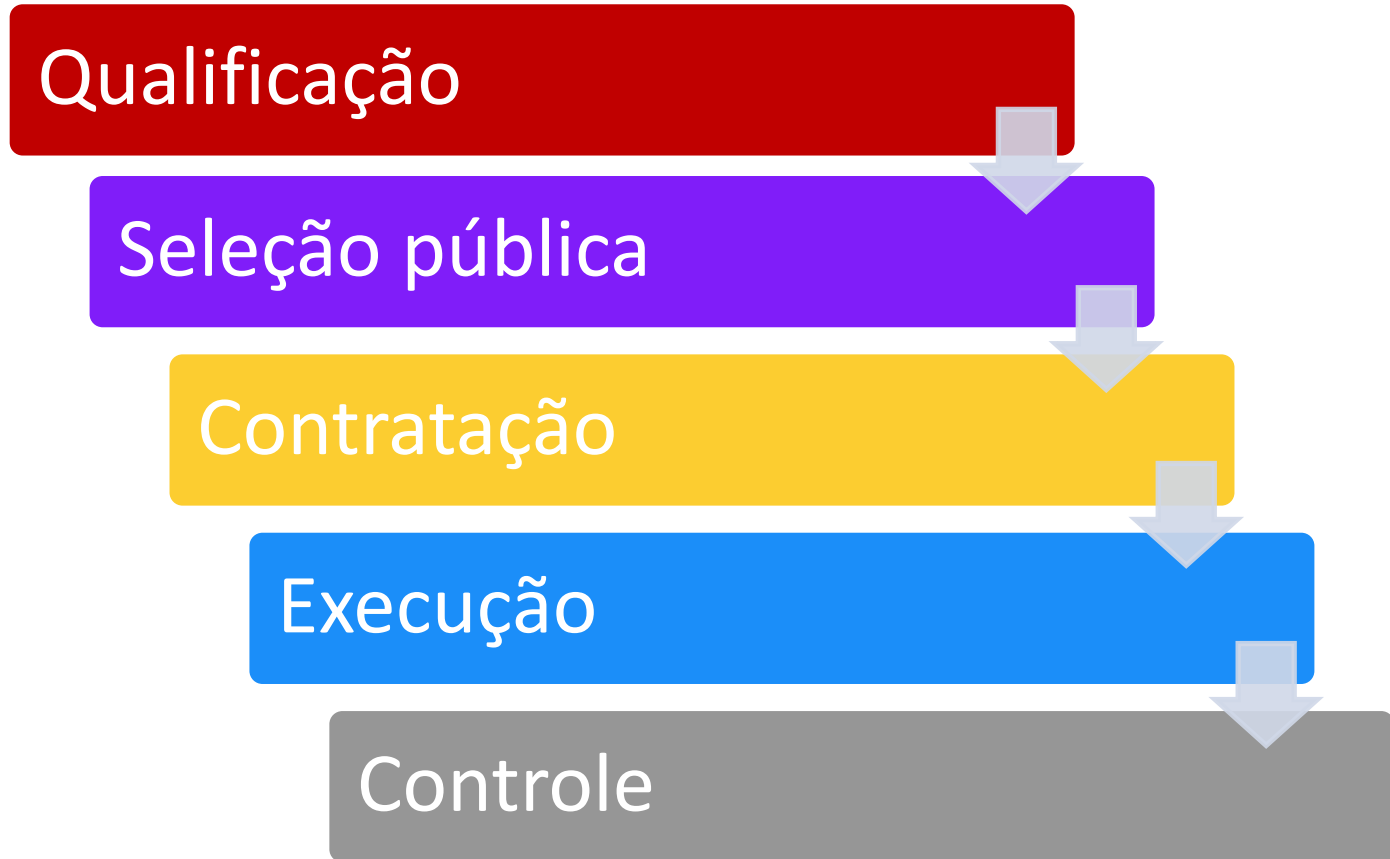 Qualificação
Seleção pública
Contratação
Execução
Controle